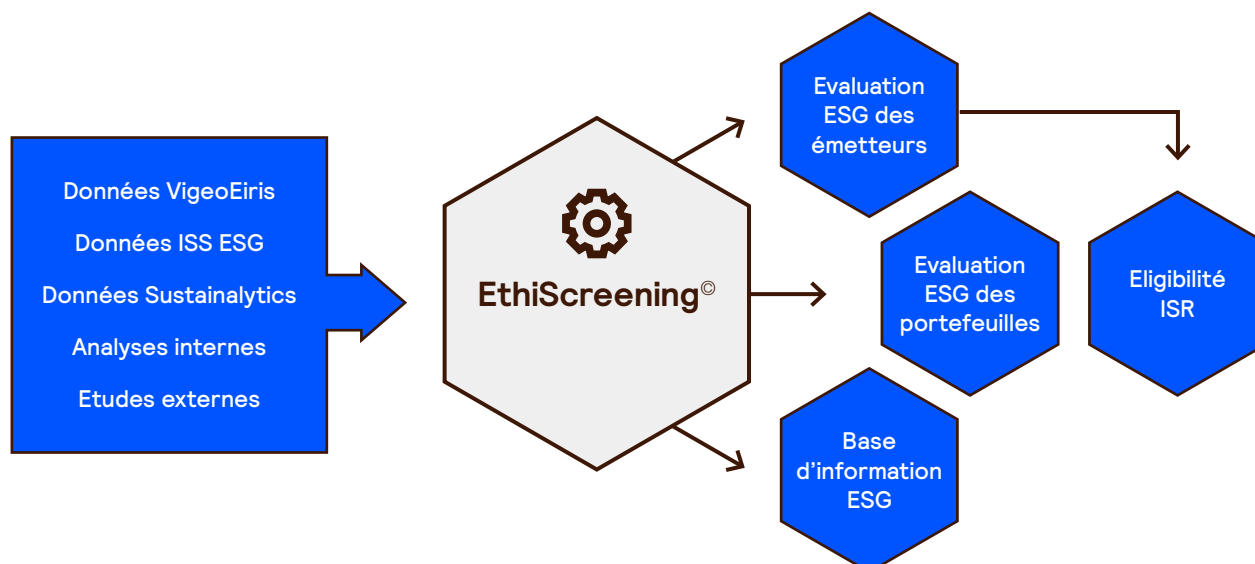 Données VigeoEiris
Données ISS ESG
Données Sustainalytics
Analyses internes
Etudes externes
EthiScreening©
Evaluation
ESG des
émetteurs
Evaluation
ESG des
portefeuilles
Eligibilité
ISR
Base
d'information
ESG